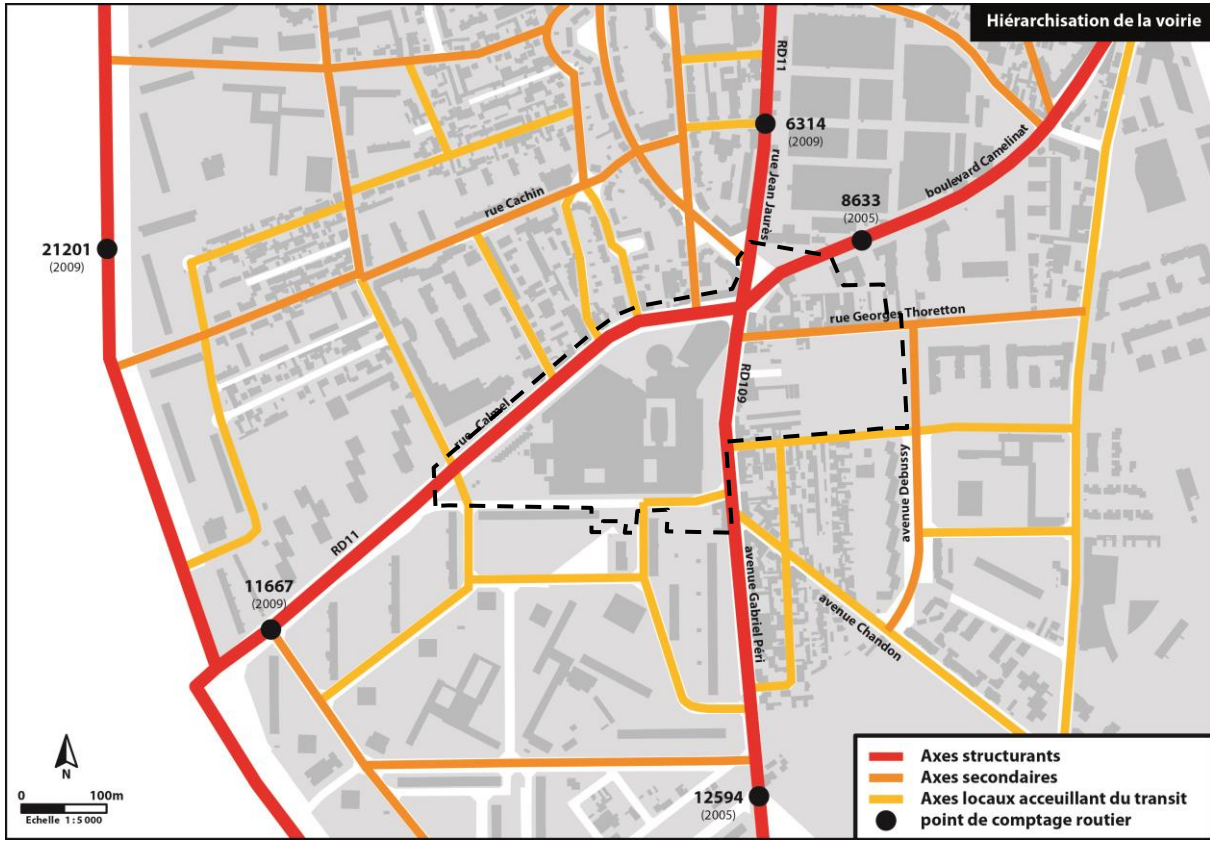 Hiérarchisation de la voirie
RD11
6314
(2009)
rue Jean Jaurès
boulevard Camelinat
8633
(2005)
rue Cachin
21201
(2009)
rue Georges Thoretton
RD109
rue Calmel
avenue Debussy
RD11
11667
(2009)
avenue Gabriel Péri
avenue Chandon
12594
(2005)
N
0 100m
Echelle 1:5 000
Axes structurants
Axes secondaires
Axes locaux acceuillant du transit
point de comptage routier